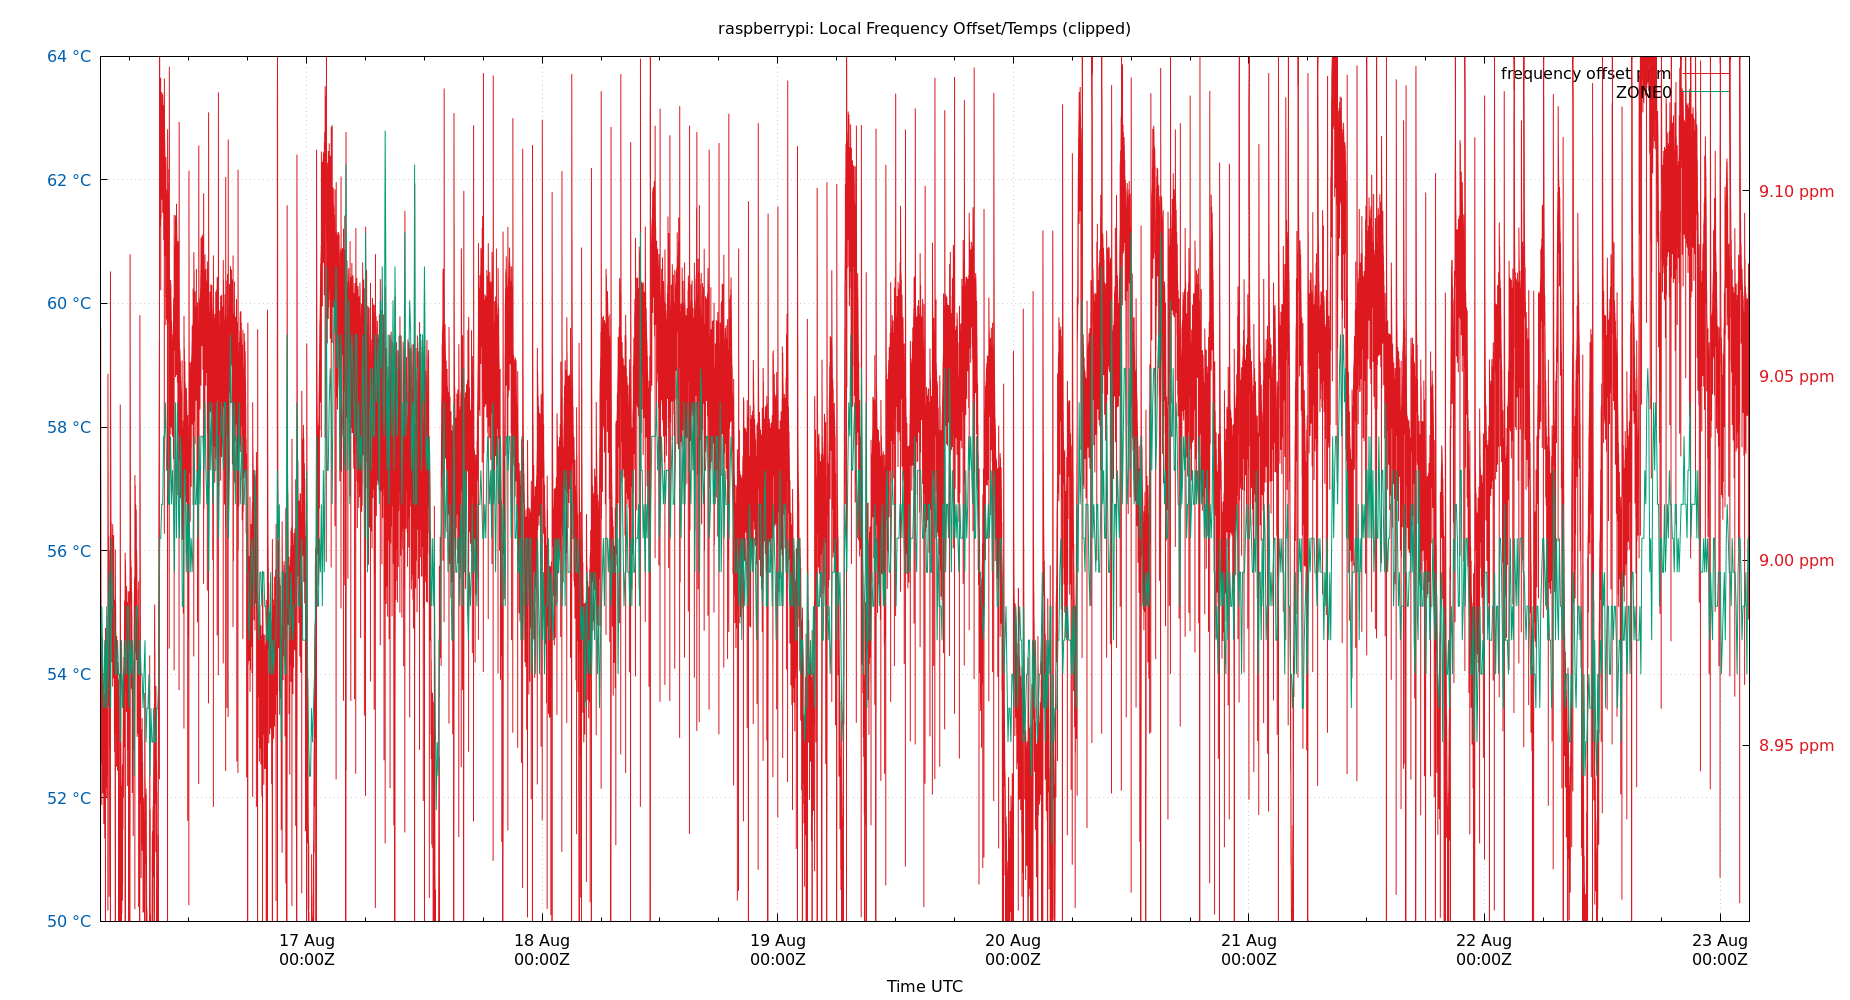 raspberrypi: Local Frequency Offset/Temps (clipped)
64 °C
62 °C
60 °C
58 °C
56 °C
54 °C
52 °C
50 °C
frequency offset ppm
ZONE0
9.10 ppm
9.05 ppm
9.00 ppm
8.95 ppm
17 Aug
00:00Z
18 Aug
00:00Z
19 Aug
00:00Z
20 Aug
00:00Z
21 Aug
00:00Z
22 Aug
00:00Z
23 Aug
00:00Z
Time UTC